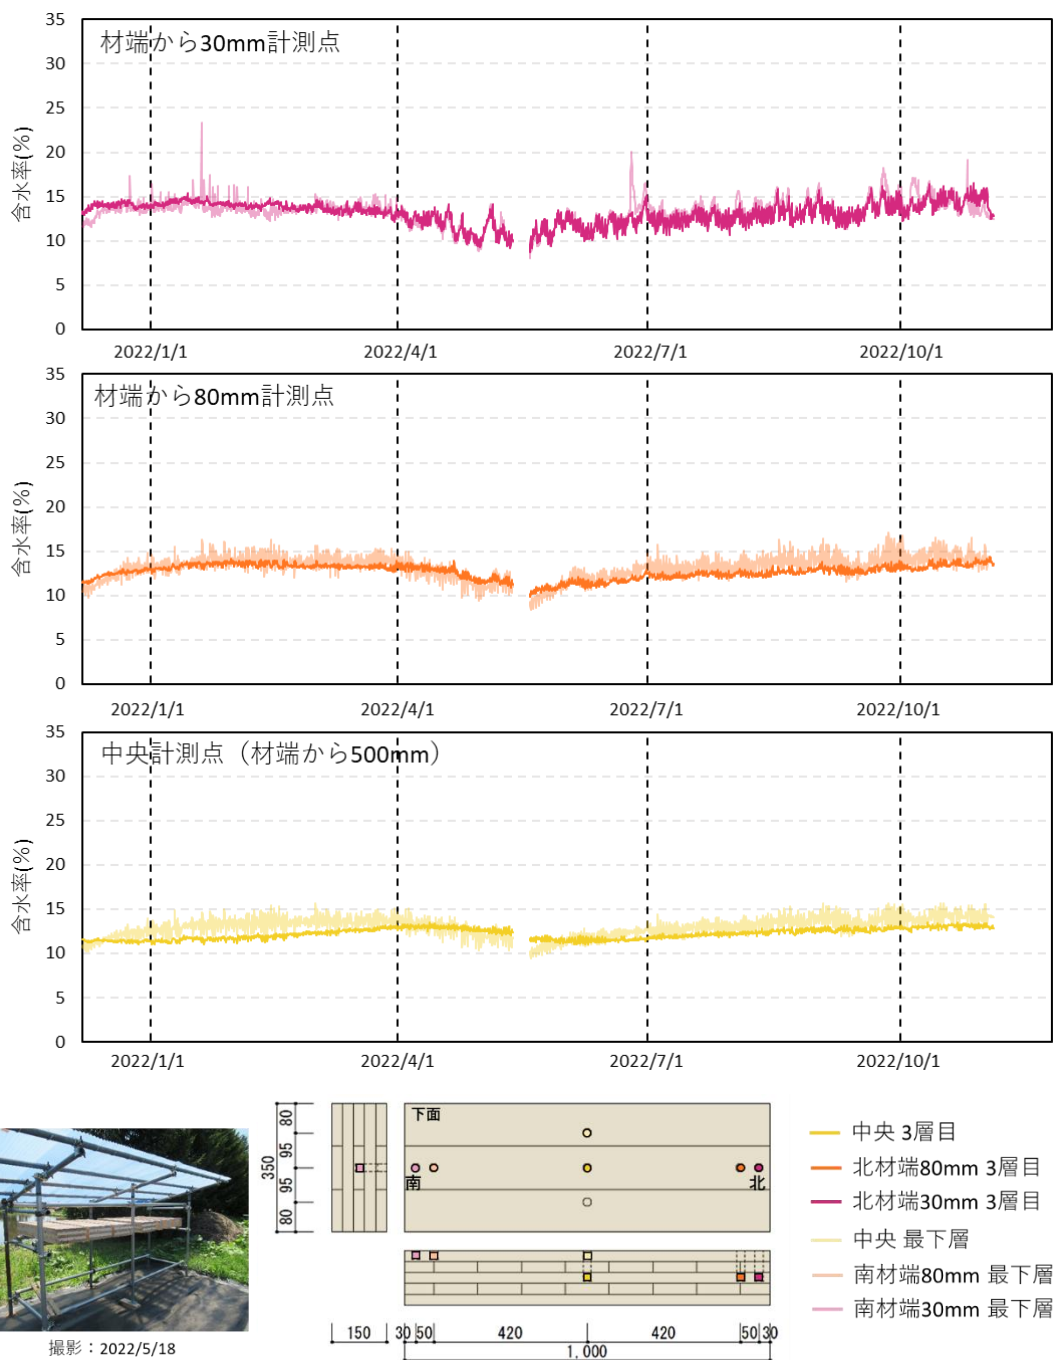 35
材端から30mm計測点
30
25
20
15
10
5
0
含水率(%)
2022/1/1
2022/4/1
2022/7/1
2022/10/1
35
材端から80mm計測点
30
25
20
15
10
5
0
含水率(%)
2022/1/1
2022/4/1
2022/7/1
2022/10/1
35
中央計測点（材端から500mm）
30
25
20
15
10
5
0
含水率(%)
2022/1/1
2022/4/1
2022/7/1
2022/10/1
撮影：2022/5/18
350
80
95
95
80
下面
南
北
150
30 50 420 420 50 30
1,000
中央 3層目
北材端80mm 3層目
北材端30mm 3層目
中央 最下層
南材端80mm 最下層
南材端30mm 最下層